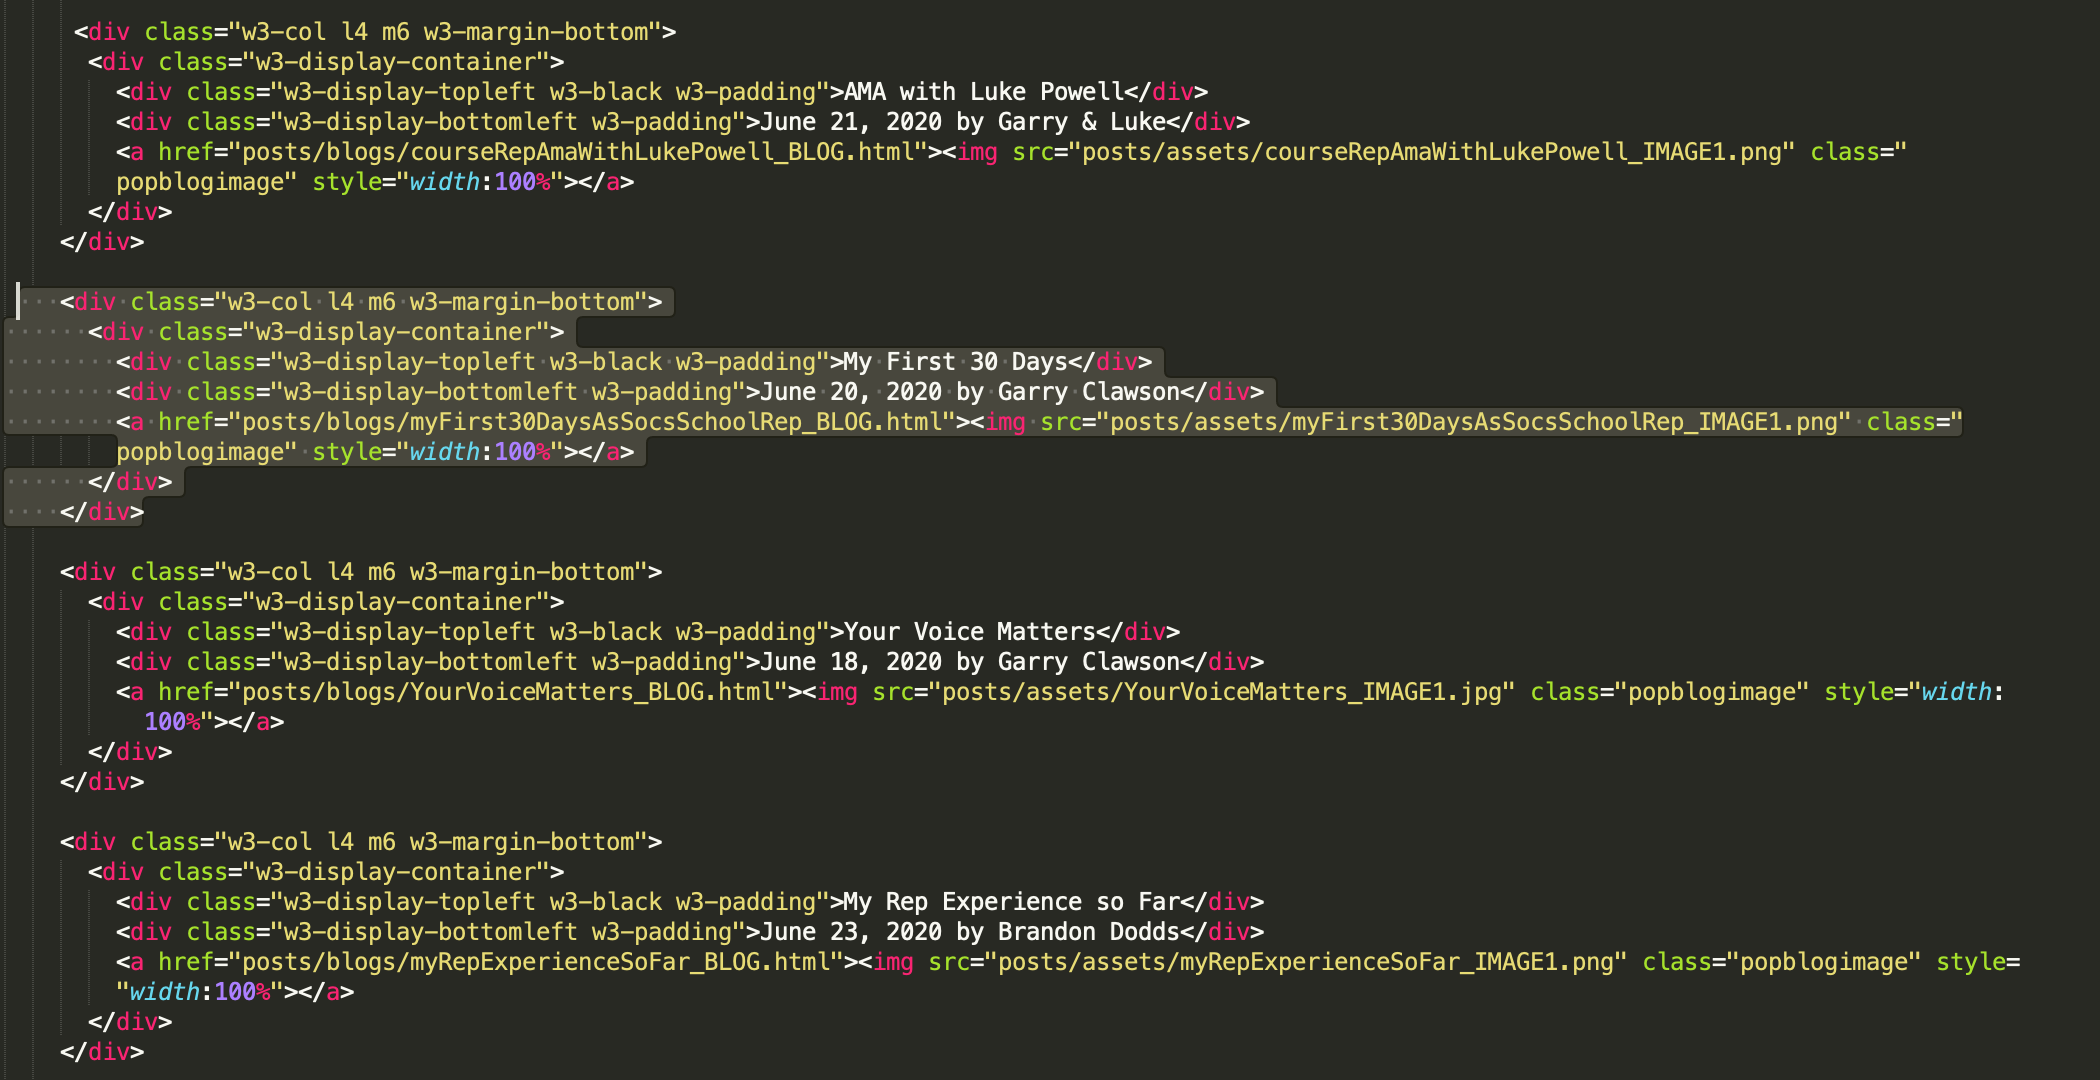 <div class="w3-col l4 m6 w3-margin-bottom">
<div class="w3-display-container">
<div class="w3-display-topleft w3-black w3-padding">AMA with Luke Powell</div>
<div class="w3-display-bottomleft w3-padding">June 21, 2020 by Garry & Luke</div>
<a href="posts/blogs/courseRepAmaWithLukePowell_BLOG.html"><img src="posts/assets/courseRepAmaWithLukePowell_IMAGE1.png" class="
popblogimage" style="width:100%"></a>
</div>
</div>
<div class="w3-col l4 m6 w3-margin-bottom">
<div class="w3-display-container">
<div class="w3-display-topleft w3-black w3-padding">My First 30 Days</div>
<div class="w3-display-bottomleft w3-padding">June 20, 2020 by Garry Clawson</div>
<a href="posts/blogs/myFirst30DaysAsSocsSchoolRep_BLOG.html"><img src="posts/assets/myFirst30DaysAsSocsSchoolRep_IMAGE1.png" class="
popblogimage" style="width:100%"></a>
</div>
</div>
<div class="w3-col l4 m6 w3-margin-bottom">
<div class="w3-display-container">
<div class="w3-display-topleft w3-black w3-padding">Your Voice Matters</div>
<div class="w3-display-bottomleft w3-padding">June 18, 2020 by Garry Clawson</div>
<a href="posts/blogs/YourVoiceMatters_BLOG.html"><img src="posts/assets/YourVoiceMatters_IMAGE1.jpg" class="popblogimage" style="width:
100%"></a>
</div>
</div>
<div class="w3-col l4 m6 w3-margin-bottom">
<div class="w3-display-container">
<div class="w3-display-topleft w3-black w3-padding">My Rep Experience so Far</div>
<div class="w3-display-bottomleft w3-padding">June 23, 2020 by Brandon Dodds</div>
<a href="posts/blogs/myRepExperienceSoFar_BLOG.html"><img src="posts/assets/myRepExperienceSoFar_IMAGE1.png" class="popblogimage" style=
"width:100%"></a>
</div>
</div>